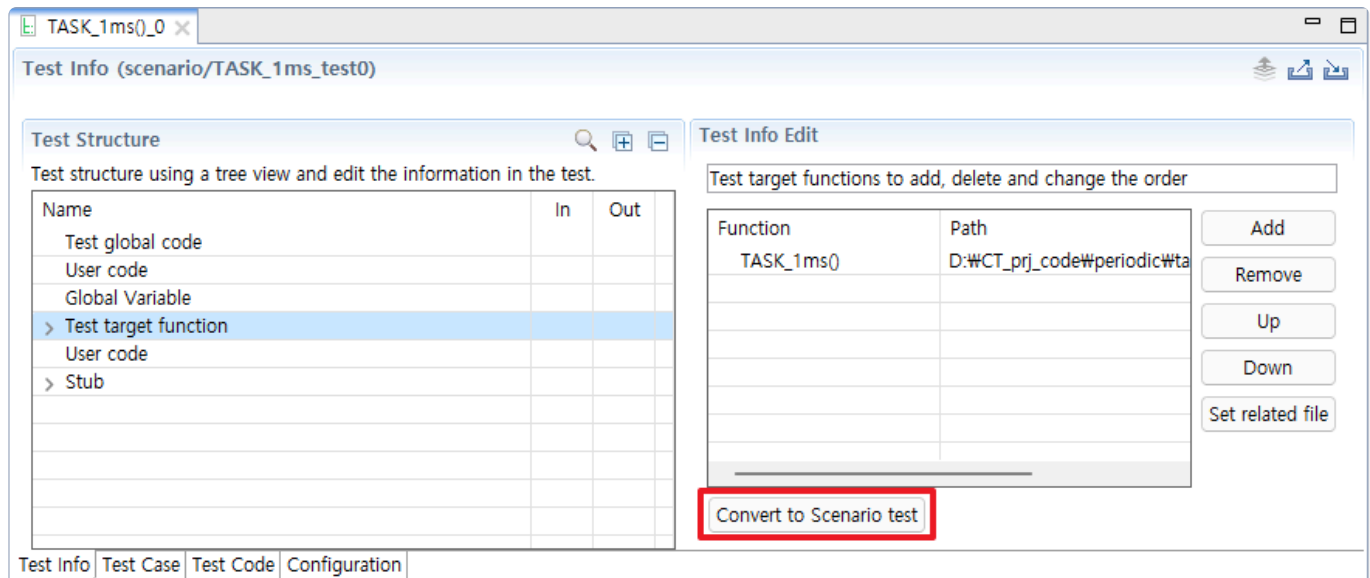 TASK_1ms()_0
Test Info (scenario/TASK_1ms_test0)
Test Structure
Test structure using a tree view and edit the information in the test.
Name In Out
Test global code
User code
Global Variable
Test target function
User code
Stub
Test Info Edit
Test target functions to add, delete and change the order
Function Path
TASK_1ms() D:₩CT_prj_code₩periodic₩ta
Add
Remove
Up
Down
Set related file
Convert to Scenario test
Test Info Test Case Test Code Configuration